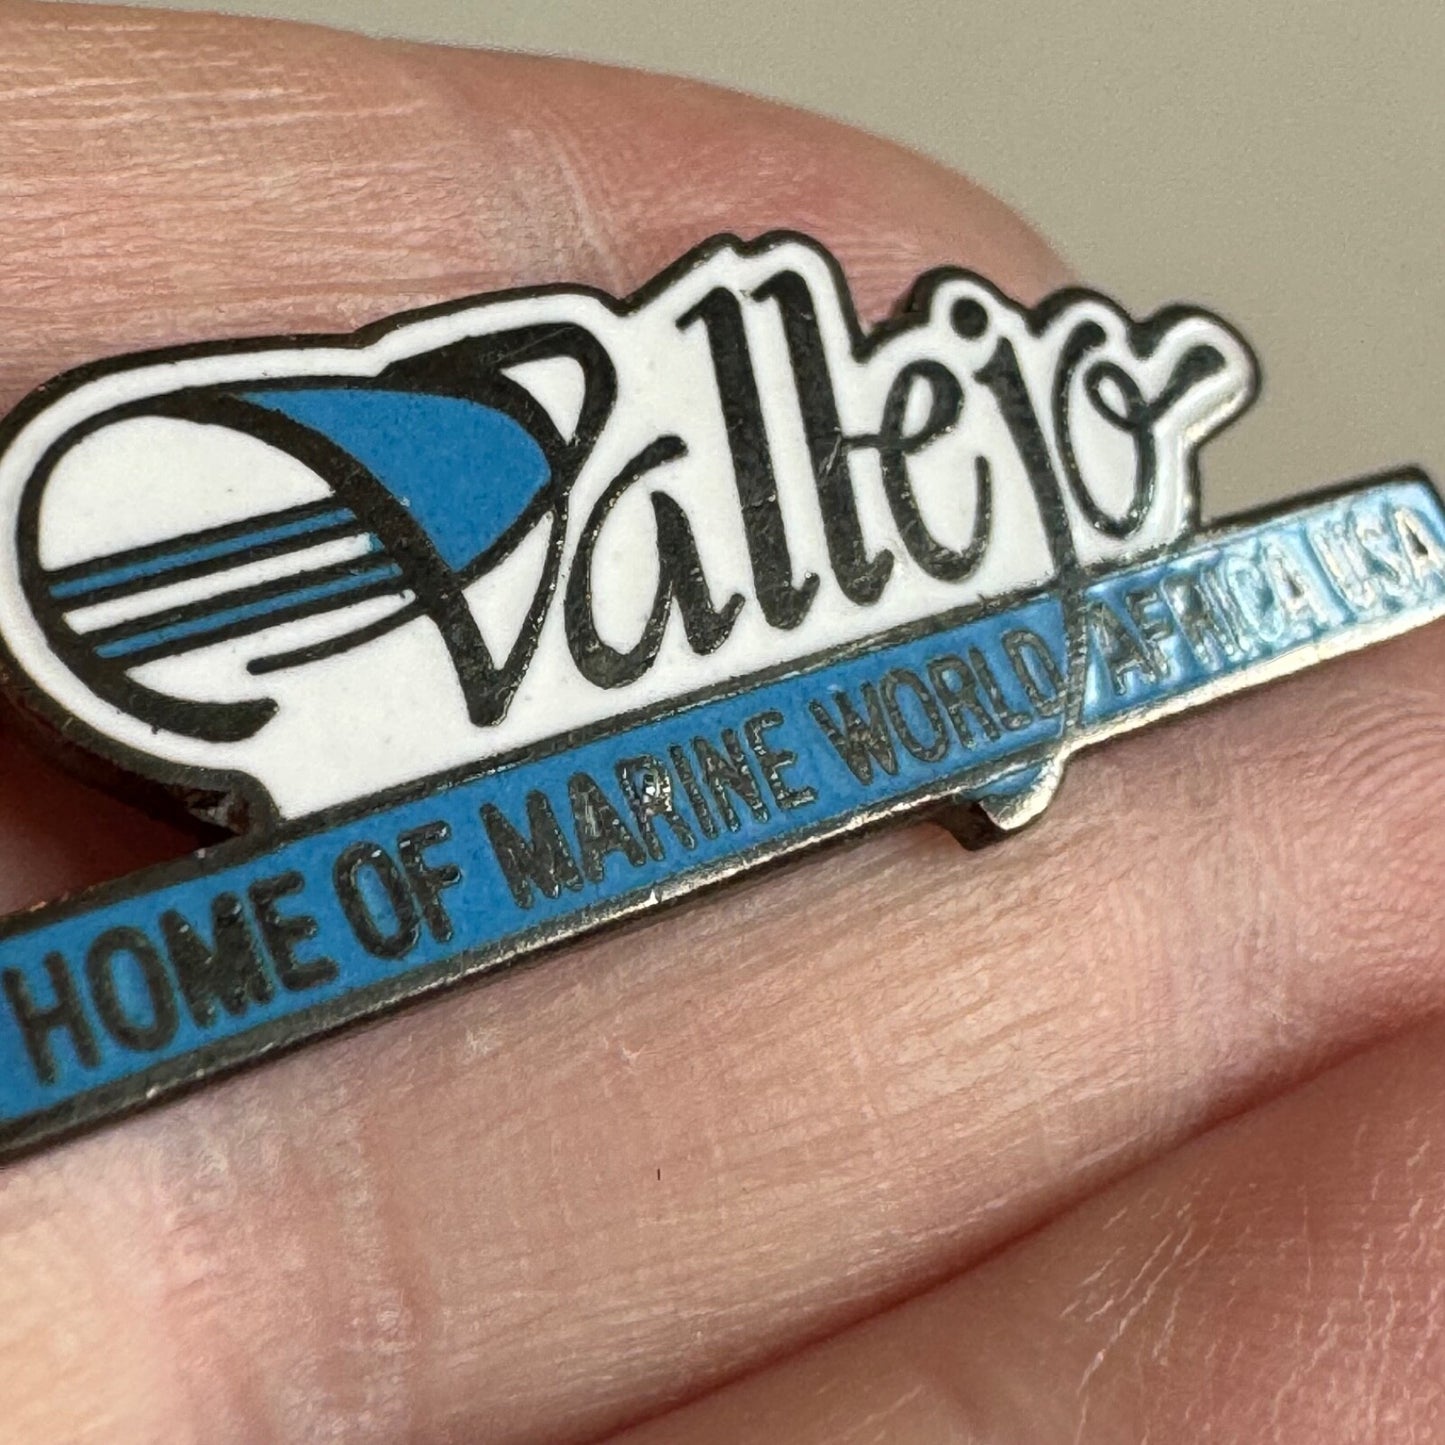 Vallejo
HOME OF MARINE WORLD/AFRICA USA